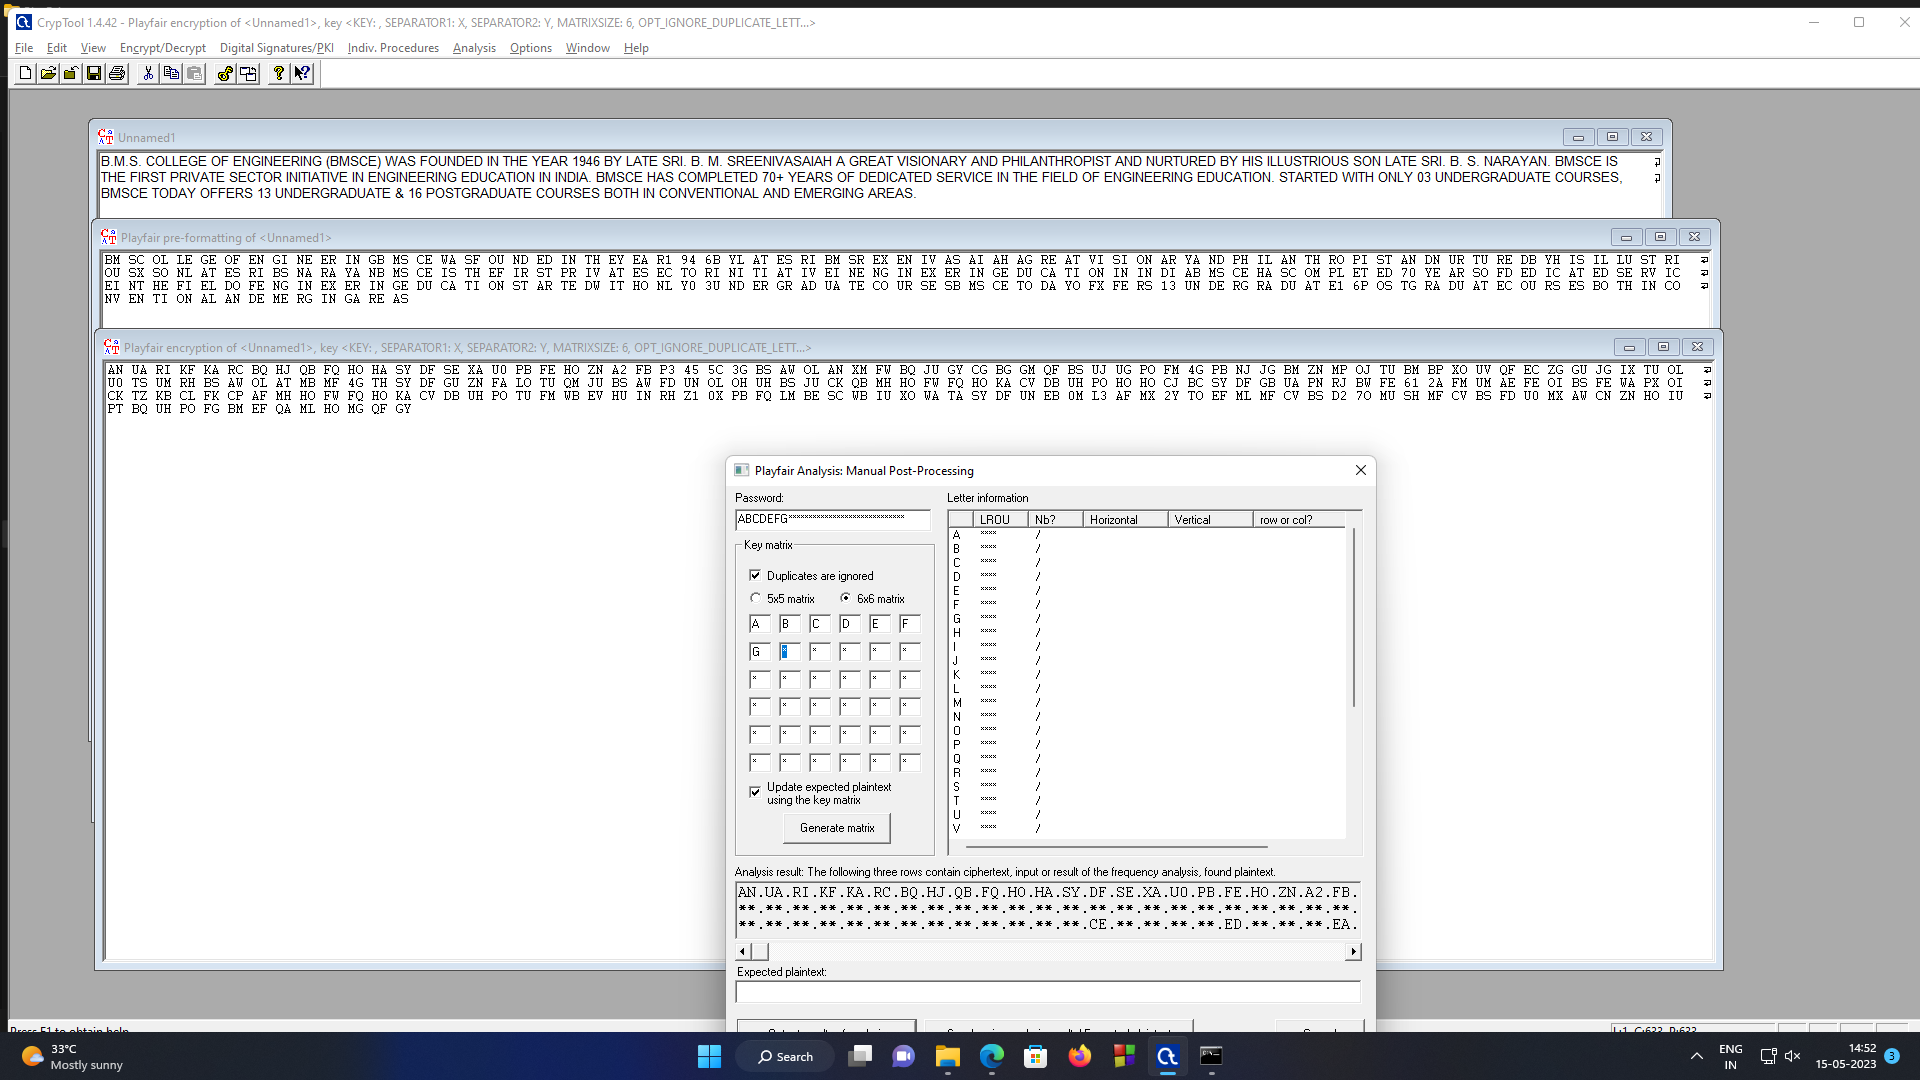 CrypTool 1.4.42 - Playfair encryption of <Unnamed1>, key <KEY: , SEPARATOR1: X, SEPARATOR2: Y, MATRIXSIZE: 6, OPT_IGNORE_DUPLICATE_LETT...>
File Edit View Encrypt/Decrypt Digital Signatures/PKI Indiv. Procedures Analysis Options Window Help
Unnamed1
B.M.S. COLLEGE OF ENGINEERING (BMSCE) WAS FOUNDED IN THE YEAR 1946 BY LATE SRI. B. M. SREENIVASAIAH A GREAT VISIONARY AND PHILANTHROPIST AND NURTURED BY HIS ILLUSTRIOUS SON LATE SRI. B. S. NARAYAN. BMSCE IS
THE FIRST PRIVATE SECTOR INITIATIVE IN ENGINEERING EDUCATION IN INDIA. BMSCE HAS COMPLETED 70+ YEARS OF DEDICATED SERVICE IN THE FIELD OF ENGINEERING EDUCATION. STARTED WITH ONLY 03 UNDERGRADUATE COURSES,
BMSCE TODAY OFFERS 13 UNDERGRADUATE & 16 POSTGRADUATE COURSES BOTH IN CONVENTIONAL AND EMERGING AREAS.
Playfair pre-formatting of <Unnamed1>
BM SC OL LE GE OF EN GI NE ER IN GB MS CE WA SF OU ND ED IN TH EY EA R1 94 6B YL AT ES RI BM SR EX EN IV AS AI AH AG RE AT VI SI ON AR YA ND PH IL AN TH RO PI ST AN DN UR TU RE DB YH IS IL LU ST RI
OU SX SO NL AT ES RI BS NA RA YA NB MS CE IS TH EF IR ST PR IV AT ES EC TO RI NI TI AT IV EI NE NG IN EX ER IN GE DU CA TI ON IN IN DI AB MS CE HA SC OM PL ET ED 70 YE AR SO FD ED IC AT ED SE RV IC
EI NT HE FI EL DO FE NG IN EX ER IN GE DU CA TI ON ST AR TE DW IT HO NL Y0 3U ND ER GR AD UA TE CO UR SE SB MS CE TO DA YO FX FE RS 13 UN DE RG RA DU AT E1 6P OS TG RA DU AT EC OU RS ES BO TH IN CO
NV EN TI ON AL AN DE ME RG IN GA RE AS
Playfair encryption of <Unnamed1>, key <KEY: , SEPARATOR1: X, SEPARATOR2: Y, MATRIXSIZE: 6, OPT_IGNORE_DUPLICATE_LETT...>
AN UA RI KF KA RC BQ HJ QB FQ HO HA SY DF SE XA U0 PB FE HO ZN A2 FB P3 45 5C 3G BS AW OL AN XM FW BQ JU GY CG BG GM QF BS UJ UG PO FM 4G PB NJ JG BM ZN MP OJ TU BM BP XO UV QF EC ZG GU JG IX TU OL
U0 TS UM RH BS AW OL AT MB MF 4G TH SY DF GU ZN FA LO TU QM JU BS AW FD UN OL OH UH BS JU CK QB MH HO FW FQ HO KA CV DB UH PO HO HO CJ BC SY DF GB UA PN RJ BW FE 61 2A FM UM AE FE OI BS FE WA PX OI
CK TZ KB CL FK CP AF MH HO FW FQ HO KA CV DB UH PO TU FM WB EV HU IN RH Z1 0X PB FQ LM BE SC WB IU XO WA TA SY DF UN EB 0M L3 AF MX 2Y TO EF ML MF CV BS D2 7O MU SH MF CV BS FD U0 MX AW CN ZN HO IU
PT BQ UH PO FG BM EF QA ML HO MG QF GY
Playfair Analysis: Manual Post-Processing
Password:
ABCDEFG*****************************
Key matrix
Duplicates are ignored
5x5 matrix 6x6 matrix
A B C D E F
G * * * * *
* * * * * *
* * * * * *
* * * * * *
* * * * * *
Update expected plaintext
using the key matrix
Generate matrix
Letter information
LROU Nb? Horizontal Vertical row or col?
A **** /
B **** /
C **** /
D **** /
E **** /
F **** /
G **** /
H **** /
I **** /
J **** /
K **** /
L **** /
M **** /
N **** /
O **** /
P **** /
Q **** /
R **** /
S **** /
T **** /
U **** /
V **** /
Analysis result: The following three rows contain ciphertext, input or result of the frequency analysis, found plaintext.
AN.UA.RI.KF.KA.RC.BQ.HJ.QB.FQ.HO.HA.SY.DF.SE.XA.U0.PB.FE.HO.ZN.A2.FB.
**.**.**.**.**.**.**.**.**.**.**.**.**.**.**.**.**.**.**.**.**.**.**.
**.**.**.**.**.**.**.**.**.**.**.**.**.CE.**.**.**.**.ED.**.**.**.EA.
Expected plaintext:
Press F1 to obtain help.
L:1 C:633 P:633
33°C
Mostly sunny
Search
ENG
IN
14:52
15-05-2023
3